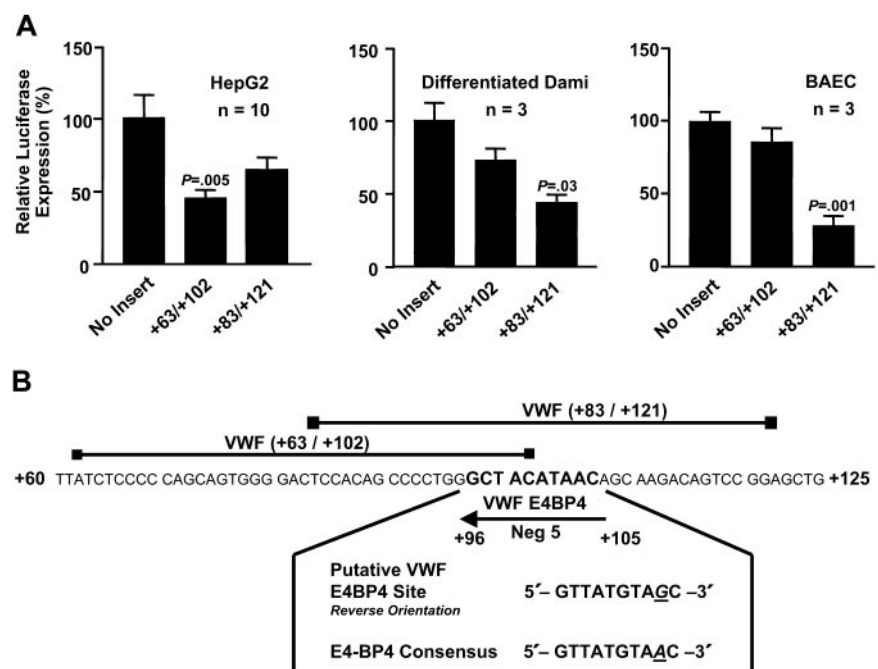 A
Relative Luciferase
Expression (%)
150
100
50
0
HepG2
n = 10
P=.005
No Insert
+63/+102
+83/+121
150
100
50
0
Differentiated Dami
n = 3
P=.03
No Insert
+63/+102
+83/+121
150
100
50
0
BAEC
n = 3
P=.001
No Insert
+63/+102
+83/+121
B
VWF (+83 / +121)
VWF (+63 / +102)
+60 TTATCTCCCC CAGCAGTGGG GACTCCACAG CCCCTGGGCT ACATAACAGC AAGACAGTCC GGAGCTG +125
VWF E4BP4
+96 Neg 5 +105
Putative VWF
E4BP4 Site 5´– GTTATGTAGC –3´
Reverse Orientation
E4-BP4 Consensus 5´– GTTATGTAAC –3´